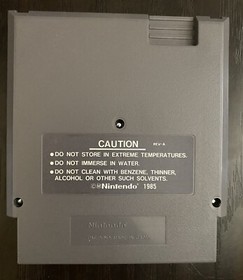 CAUTION REV-A
•DO NOT STORE IN EXTREME TEMPERATURES.
•DO NOT IMMERSE IN WATER.
•DO NOT CLEAN WITH BENZENE, THINNER,
ALCOHOL OR OTHER SUCH SOLVENTS.
©Nintendo 1985
Nintendo